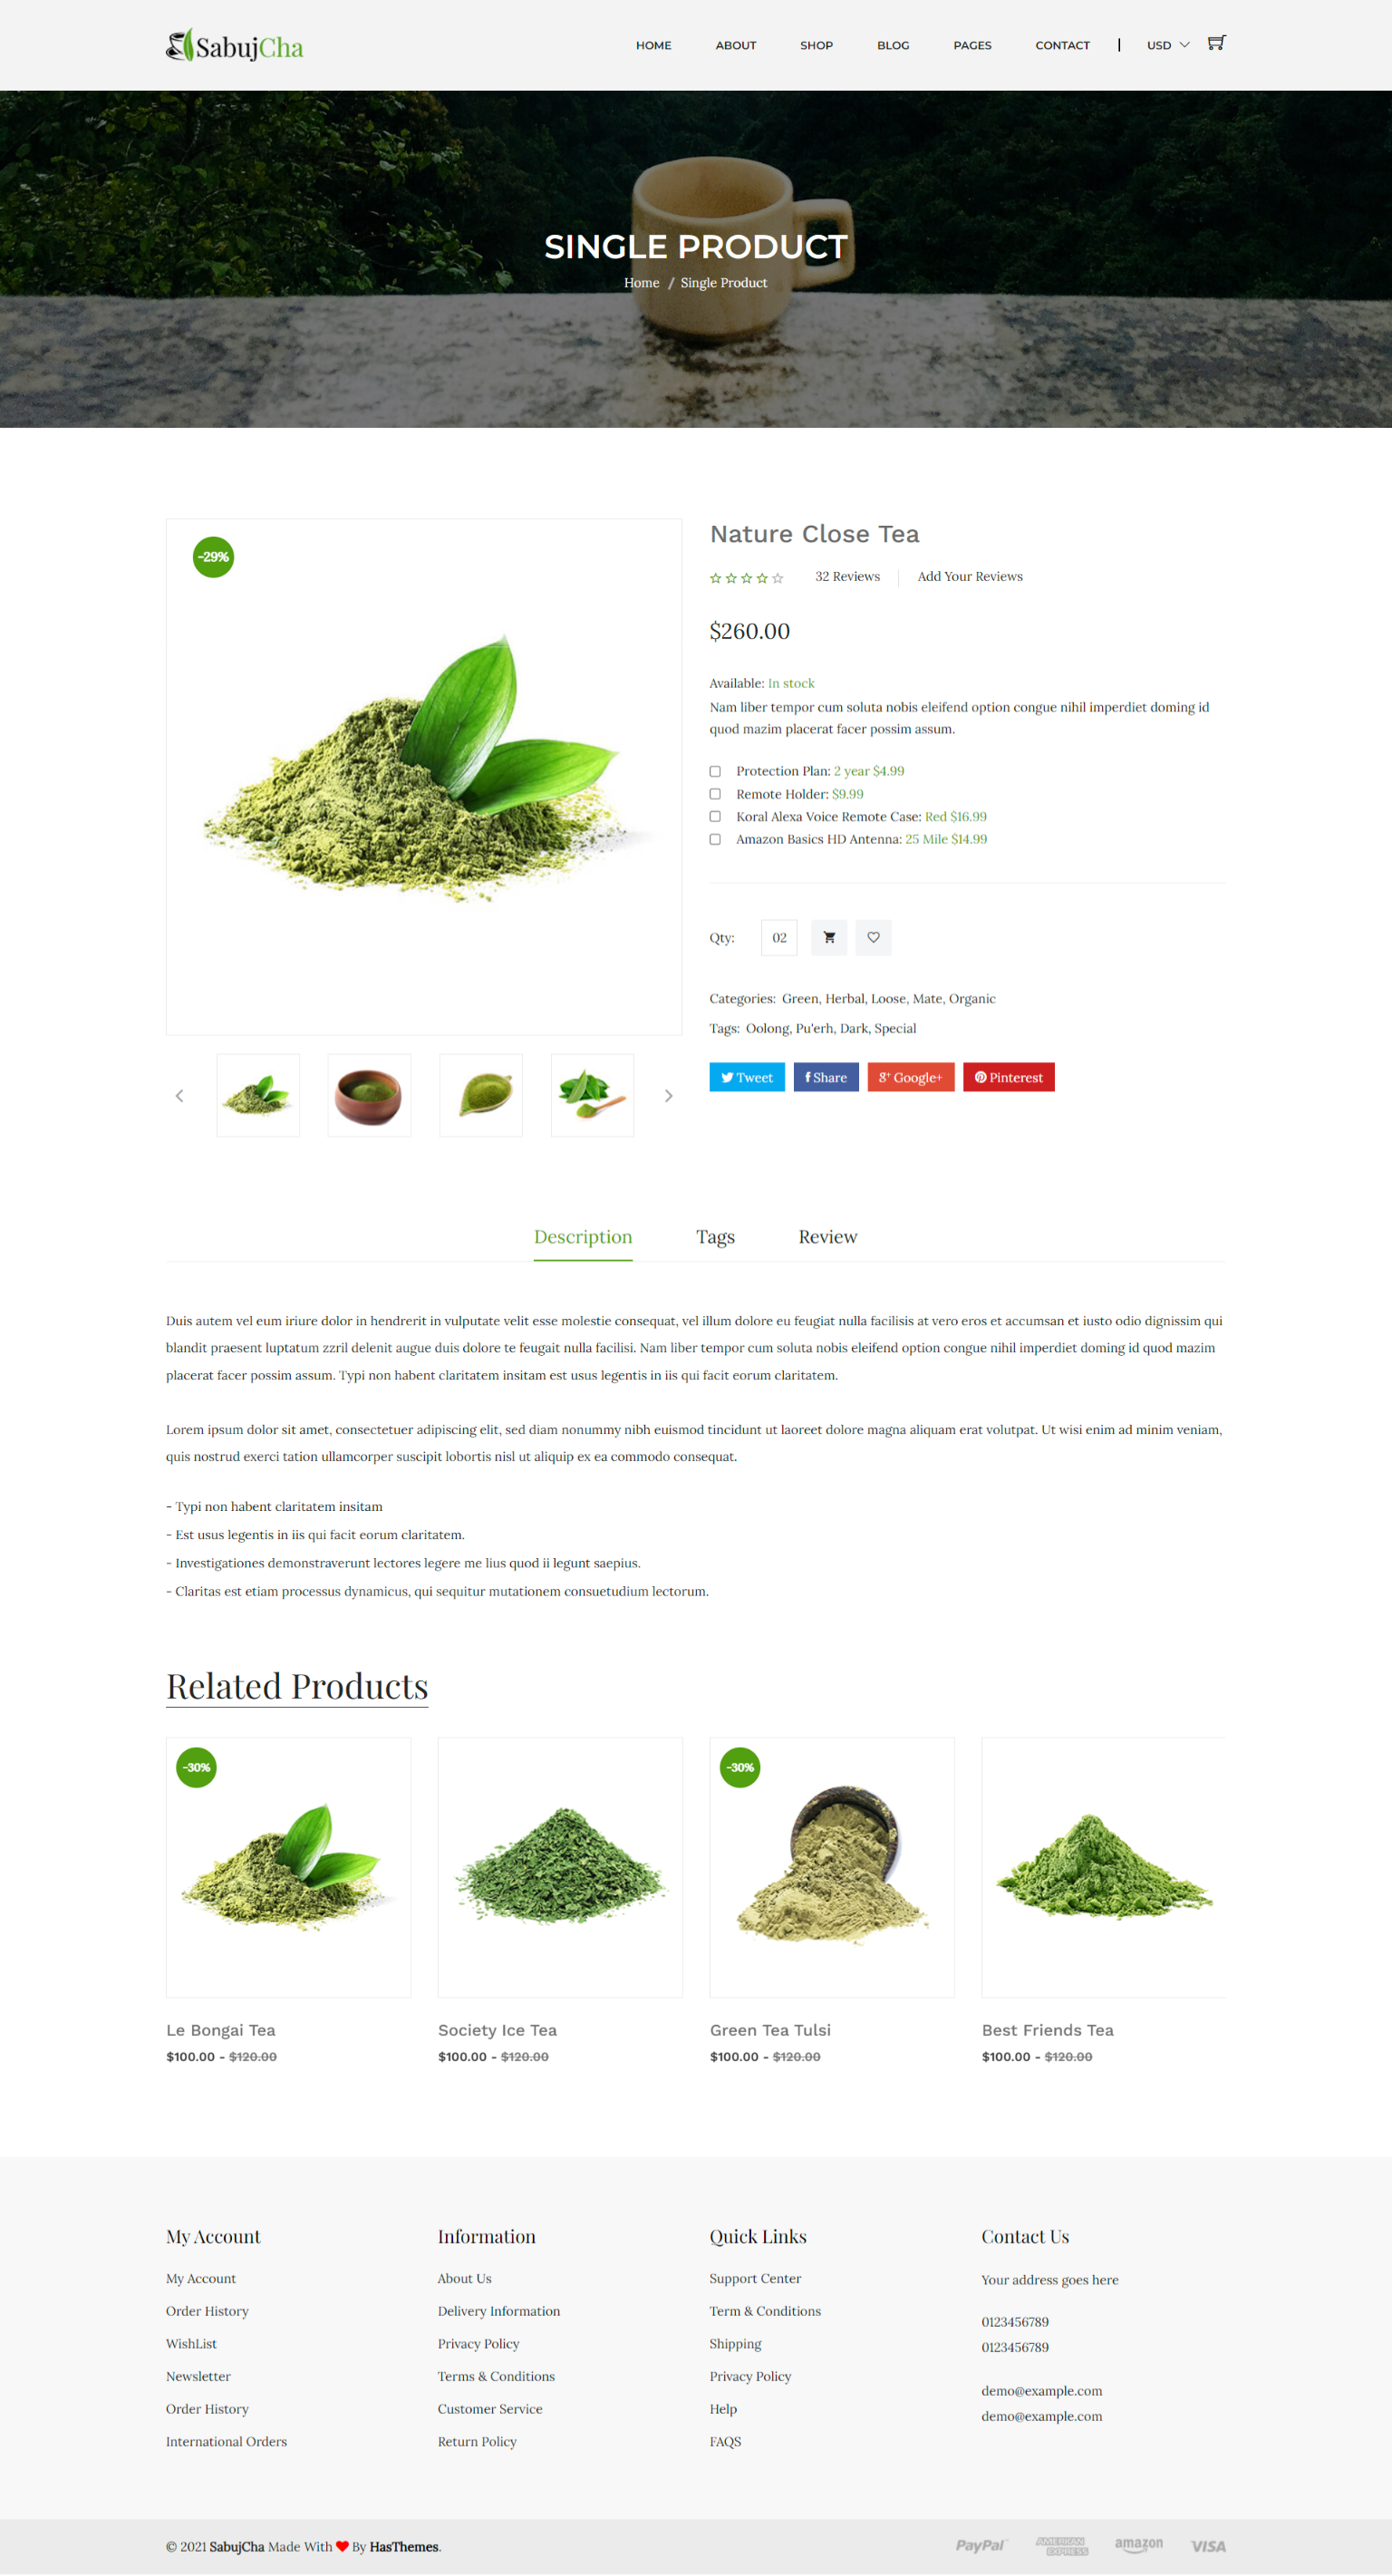 SabujCha
HOME ABOUT SHOP BLOG PAGES CONTACT | USD
SINGLE PRODUCT
Home / Single Product
-29%
Nature Close Tea
32 Reviews Add Your Reviews
$260.00
Available: In stock
Nam liber tempor cum soluta nobis eleifend option congue nihil imperdiet doming id
quod mazim placerat facer possim assum.
Protection Plan: 2 year $4.99
Remote Holder: $9.99
Koral Alexa Voice Remote Case: Red $16.99
Amazon Basics HD Antenna: 25 Mile $14.99
Qty: 02
Categories: Green, Herbal, Loose, Mate, Organic
Tags: Oolong, Pu'erh, Dark, Special
Tweet Share Google+ Pinterest
Description Tags Review
Duis autem vel eum iriure dolor in hendrerit in vulputate velit esse molestie consequat, vel illum dolore eu feugiat nulla facilisis at vero eros et accumsan et iusto odio dignissim qui
blandit praesent luptatum zzril delenit augue duis dolore te feugait nulla facilisi. Nam liber tempor cum soluta nobis eleifend option congue nihil imperdiet doming id quod mazim
placerat facer possim assum. Typi non habent claritatem insitam est usus legentis in iis qui facit eorum claritatem.
Lorem ipsum dolor sit amet, consectetuer adipiscing elit, sed diam nonummy nibh euismod tincidunt ut laoreet dolore magna aliquam erat volutpat. Ut wisi enim ad minim veniam,
quis nostrud exerci tation ullamcorper suscipit lobortis nisl ut aliquip ex ea commodo consequat.
- Typi non habent claritatem insitam
- Est usus legentis in iis qui facit eorum claritatem.
- Investigationes demonstraverunt lectores legere me lius quod ii legunt saepius.
- Claritas est etiam processus dynamicus, qui sequitur mutationem consuetudium lectorum.
Related Products
-30% -30%
Le Bongai Tea Society Ice Tea Green Tea Tulsi Best Friends Tea
$100.00 - $120.00 $100.00 - $120.00 $100.00 - $120.00 $100.00 - $120.00
My Account
My Account
Order History
WishList
Newsletter
Order History
International Orders
Information
About Us
Delivery Information
Privacy Policy
Terms & Conditions
Customer Service
Return Policy
Quick Links
Support Center
Term & Conditions
Shipping
Privacy Policy
Help
FAQS
Contact Us
Your address goes here
0123456789
0123456789
demo@example.com
demo@example.com
© 2021 SabujCha Made With ❤ By HasThemes.
PayPal AMERICAN EXPRESS amazon VISA